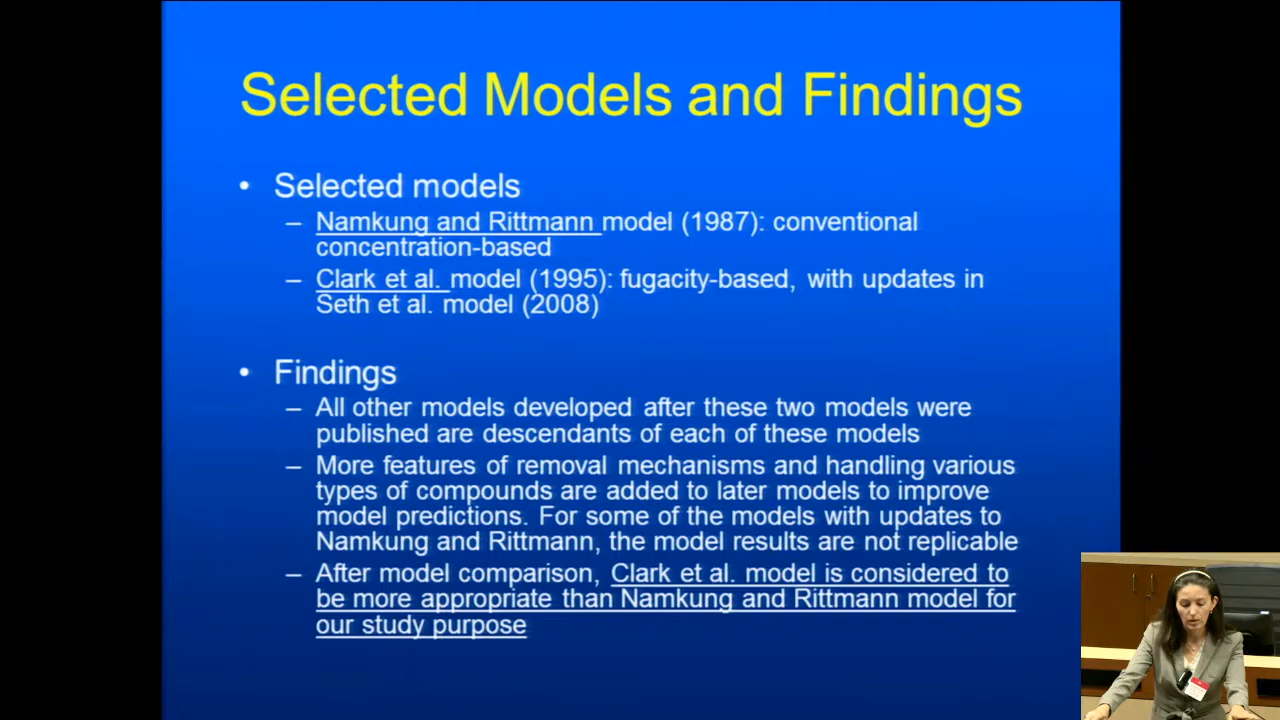 Selected Models and Findings
• Selected models
– Namkung and Rittmann model (1987): conventional
concentration-based
– Clark et al. model (1995): fugacity-based, with updates in
Seth et al. model (2008)
• Findings
– All other models developed after these two models were
published are descendants of each of these models
– More features of removal mechanisms and handling various
types of compounds are added to later models to improve
model predictions. For some of the models with updates to
Namkung and Rittmann, the model results are not replicable
– After model comparison, Clark et al. model is considered to
be more appropriate than Namkung and Rittmann model for
our study purpose